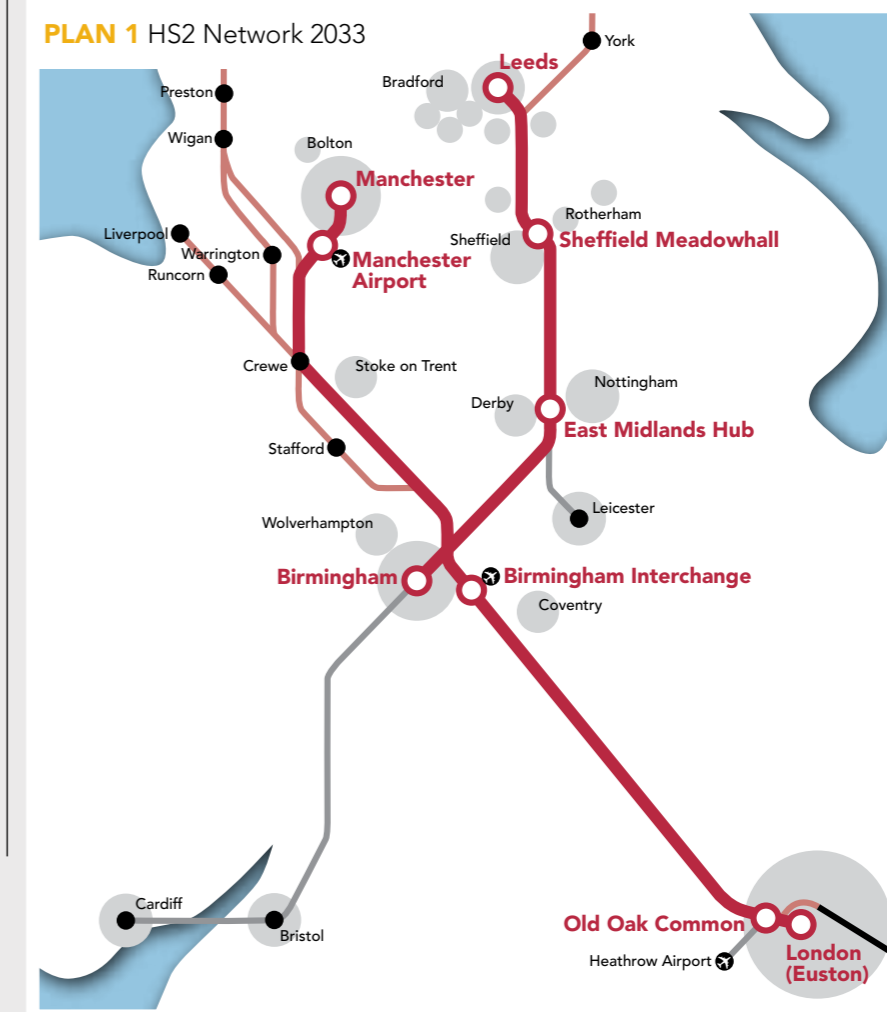 PLAN 1 HS2 Network 2033
York
Leeds
Bradford
Preston
Wigan
Bolton
Manchester
Rotherham
Liverpool
Sheffield
Sheffield Meadowhall
Warrington
Manchester
Airport
Runcorn
Crewe
Stoke on Trent
Nottingham
Derby
East Midlands Hub
Stafford
Leicester
Wolverhampton
Birmingham
Birmingham Interchange
Coventry
Cardiff
Bristol
Old Oak Common
Heathrow Airport
London
(Euston)